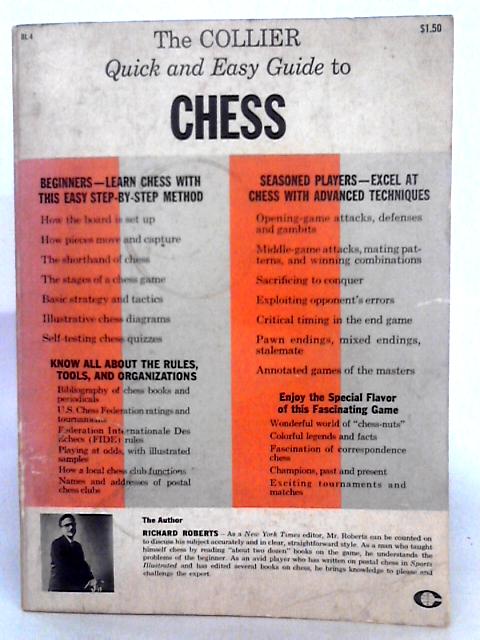 BL4
$1.50
The COLLIER
Quick and Easy Guide to
CHESS
BEGINNERS—LEARN CHESS WITH
THIS EASY STEP-BY-STEP METHOD
How the board is set up
How pieces move and capture
The shorthand of chess
The stages of a chess game
Basic strategy and tactics
Illustrative chess diagrams
Self-testing chess quizzes
KNOW ALL ABOUT THE RULES,
TOOLS, AND ORGANIZATIONS
Bibliography of chess books and
periodicals
U.S. Chess Federation ratings and
tournaments
Federation Internationale Des
Echecs (FIDE) rules
Playing at odds, with illustrated
samples
How a local chess club functions
Names and addresses of postal
chess clubs
SEASONED PLAYERS—EXCEL AT
CHESS WITH ADVANCED TECHNIQUES
Opening-game attacks, defenses
and gambits
Middle-game attacks, mating pat-
terns, and winning combinations
Sacrificing to conquer
Exploiting opponent's errors
Critical timing in the end game
Pawn endings, mixed endings,
stalemate
Annotated games of the masters
Enjoy the Special Flavor
of this Fascinating Game
Wonderful world of "chess-nuts"
Colorful legends and facts
Fascination of correspondence
chess
Champions, past and present
Exciting tournaments and
matches
The Author
RICHARD ROBERTS—As a New York Times editor, Mr. Roberts can be counted on
to discuss his subject accurately and in clear, straightforward style. As a man who taught
himself chess by reading "about two dozen" books on the game, he understands the
problems of the beginner. As an avid player who has written on postal chess in Sports
Illustrated and has edited several books on chess, he brings knowledge to please and
challenge the expert.